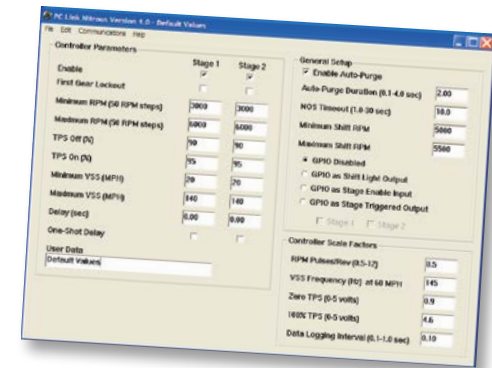 PC Link Nitrous Version 1.0 - Default Values
File Edit Communications Help
Controller Parameters
Stage 1 Stage 2
Enable
First Gear Lockout
Minimum RPM (50 RPM steps) 3000 3000
Maximum RPM (50 RPM steps) 6000 6000
TPS Off (%) 90 90
TPS On (%) 95 95
Minimum VSS (MPH) 20 20
Maximum VSS (MPH) 140 140
Delay (sec) 0.00 0.00
One-Shot Delay
User Data
Default Values
General Setup
Enable Auto-Purge
Auto-Purge Duration (0.1-4.0 sec) 2.00
NOS Timeout (1.0-30 sec) 10.0
Minimum Shift RPM 5000
Maximum Shift RPM 5500
GPIO Disabled
GPIO as Shift Light Output
GPIO as Stage Enable Input
GPIO as Stage Triggered Output
Stage 1 Stage 2
Controller Scale Factors
RPM Pulses/Rev (0.5-12) 0.5
VSS Frequency (Hz) at 60 MPH 145
Zero TPS (0-5 volts) 0.9
100% TPS (0-5 volts) 4.6
Data Logging Interval (0.1-1.0 sec) 0.10